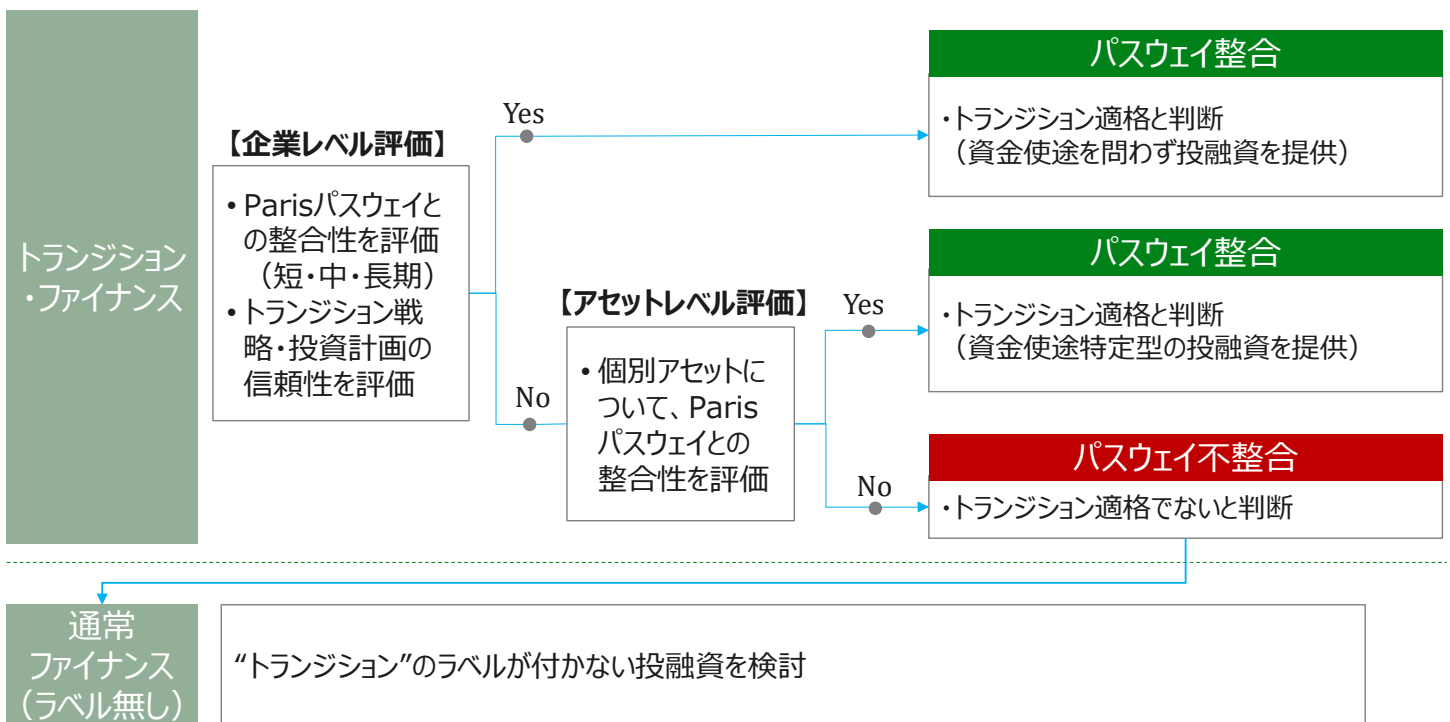 トランジション
・ファイナンス
【企業レベル評価】
• Parisパスウェイと
の整合性を評価
（短・中・長期）
• トランジション戦
略・投資計画の
信頼性を評価
Yes
No
【アセットレベル評価】
• 個別アセットに
ついて、Paris
パスウェイとの
整合性を評価
Yes
No
パスウェイ整合
・トランジション適格と判断
（資金使途を問わず投融資を提供）
パスウェイ整合
・トランジション適格と判断
（資金使途特定型の投融資を提供）
パスウェイ不整合
・トランジション適格でないと判断
通常
ファイナンス
（ラベル無し）
“トランジション”のラベルが付かない投融資を検討